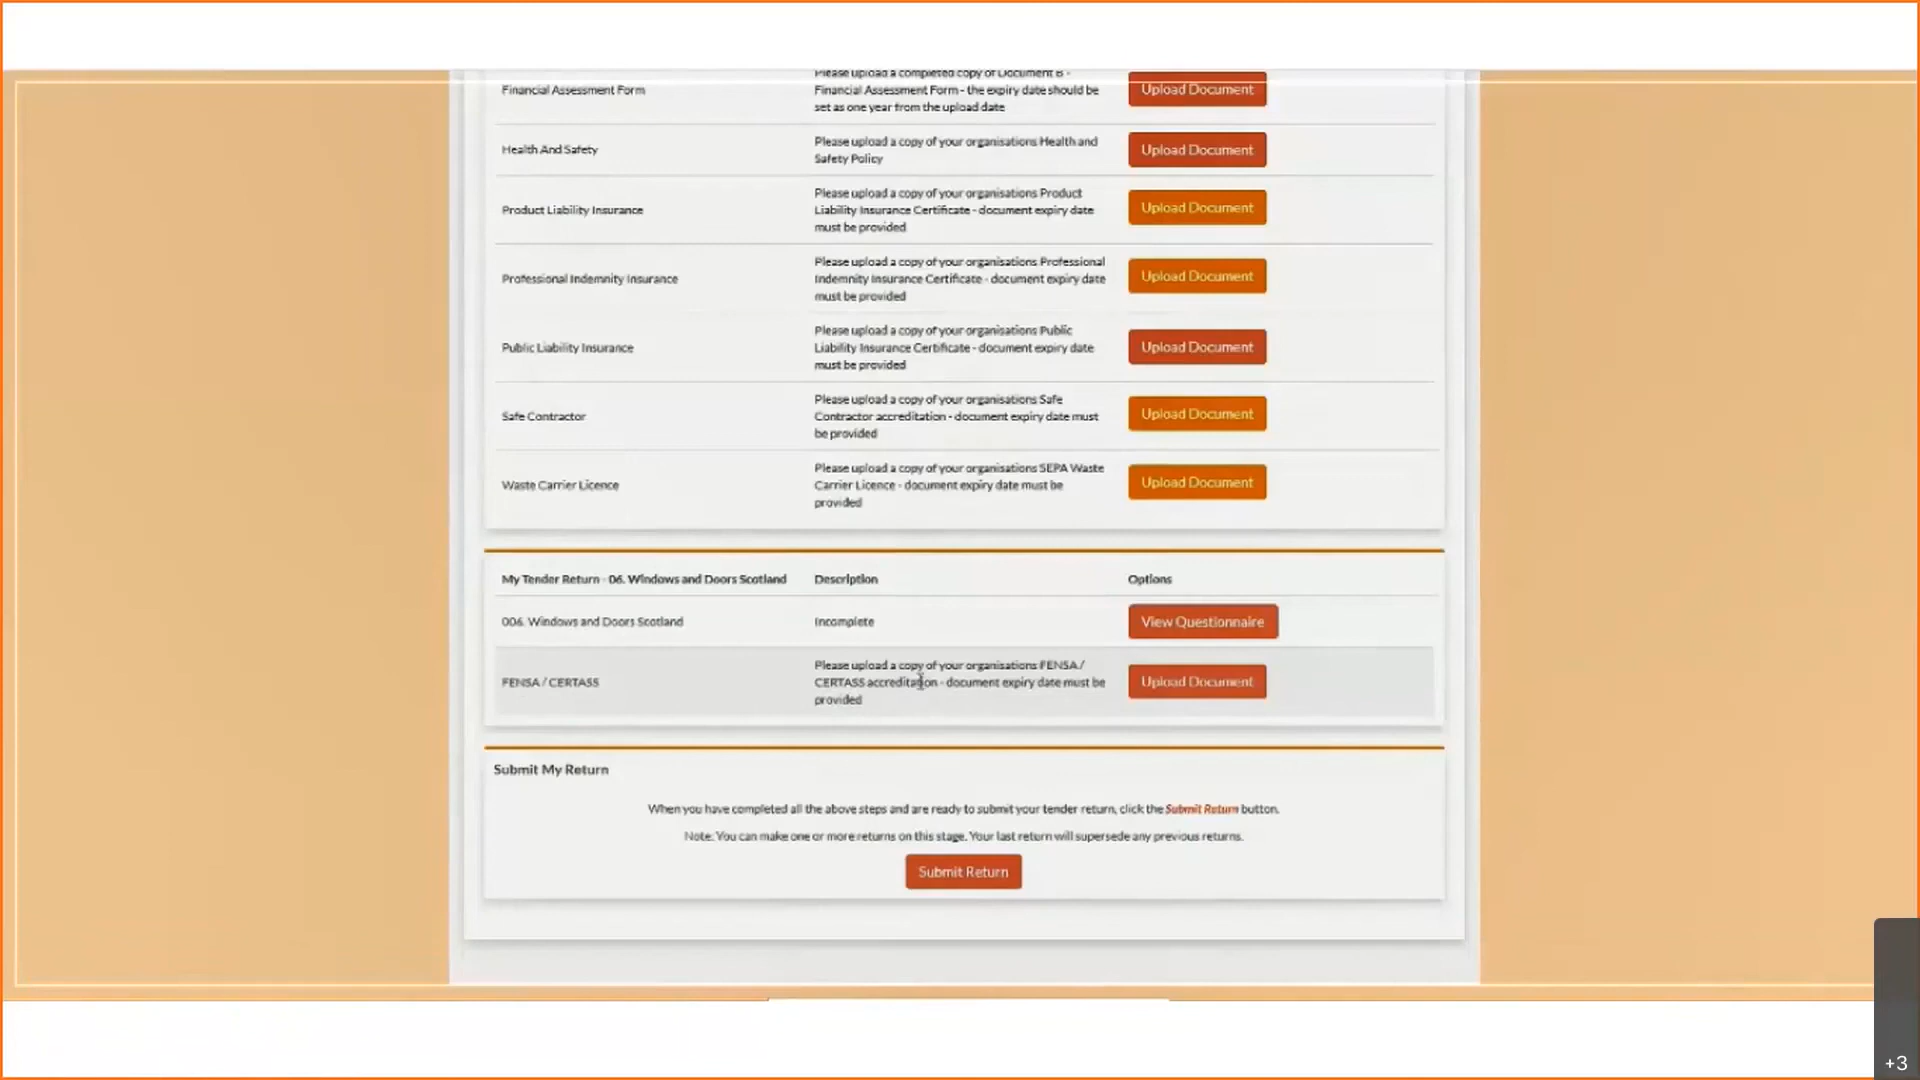 Please upload a completed copy of Document B -
Financial Assessment Form
Financial Assessment Form - the expiry date should be
set as one year from the upload date
Upload Document
Health And Safety
Please upload a copy of your organisations Health and
Safety Policy
Upload Document
Product Liability Insurance
Please upload a copy of your organisations Product
Liability Insurance Certificate - document expiry date
must be provided
Upload Document
Professional Indemnity Insurance
Please upload a copy of your organisations Professional
Indemnity Insurance Certificate - document expiry date
must be provided
Upload Document
Public Liability Insurance
Please upload a copy of your organisations Public
Liability Insurance Certificate - document expiry date
must be provided
Upload Document
Safe Contractor
Please upload a copy of your organisations Safe
Contractor accreditation - document expiry date must
be provided
Upload Document
Waste Carrier Licence
Please upload a copy of your organisations SEPA Waste
Carrier Licence - document expiry date must be
provided
Upload Document
My Tender Return - 06. Windows and Doors Scotland
Description
Options
006. Windows and Doors Scotland
Incomplete
View Questionnaire
FENSA / CERTASS
Please upload a copy of your organisations FENSA /
CERTASS accreditation - document expiry date must be
provided
Upload Document
Submit My Return
When you have completed all the above steps and are ready to submit your tender return, click the Submit Return button.
Note: You can make one or more returns on this stage. Your last return will supersede any previous returns.
Submit Return
+3